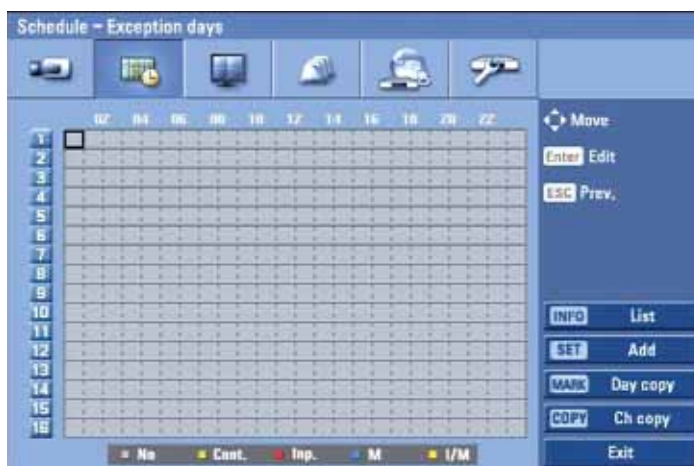 Schedule – Exception days
02 04 06 08 10 12 14 16 18 20 22
1
2
3
4
5
6
7
8
9
10
11
12
13
14
15
16
No Cont. Inp. M I/M
Move
Enter Edit
ESC Prev.
INFO List
SET Add
MARK Day copy
COPY Ch copy
Exit